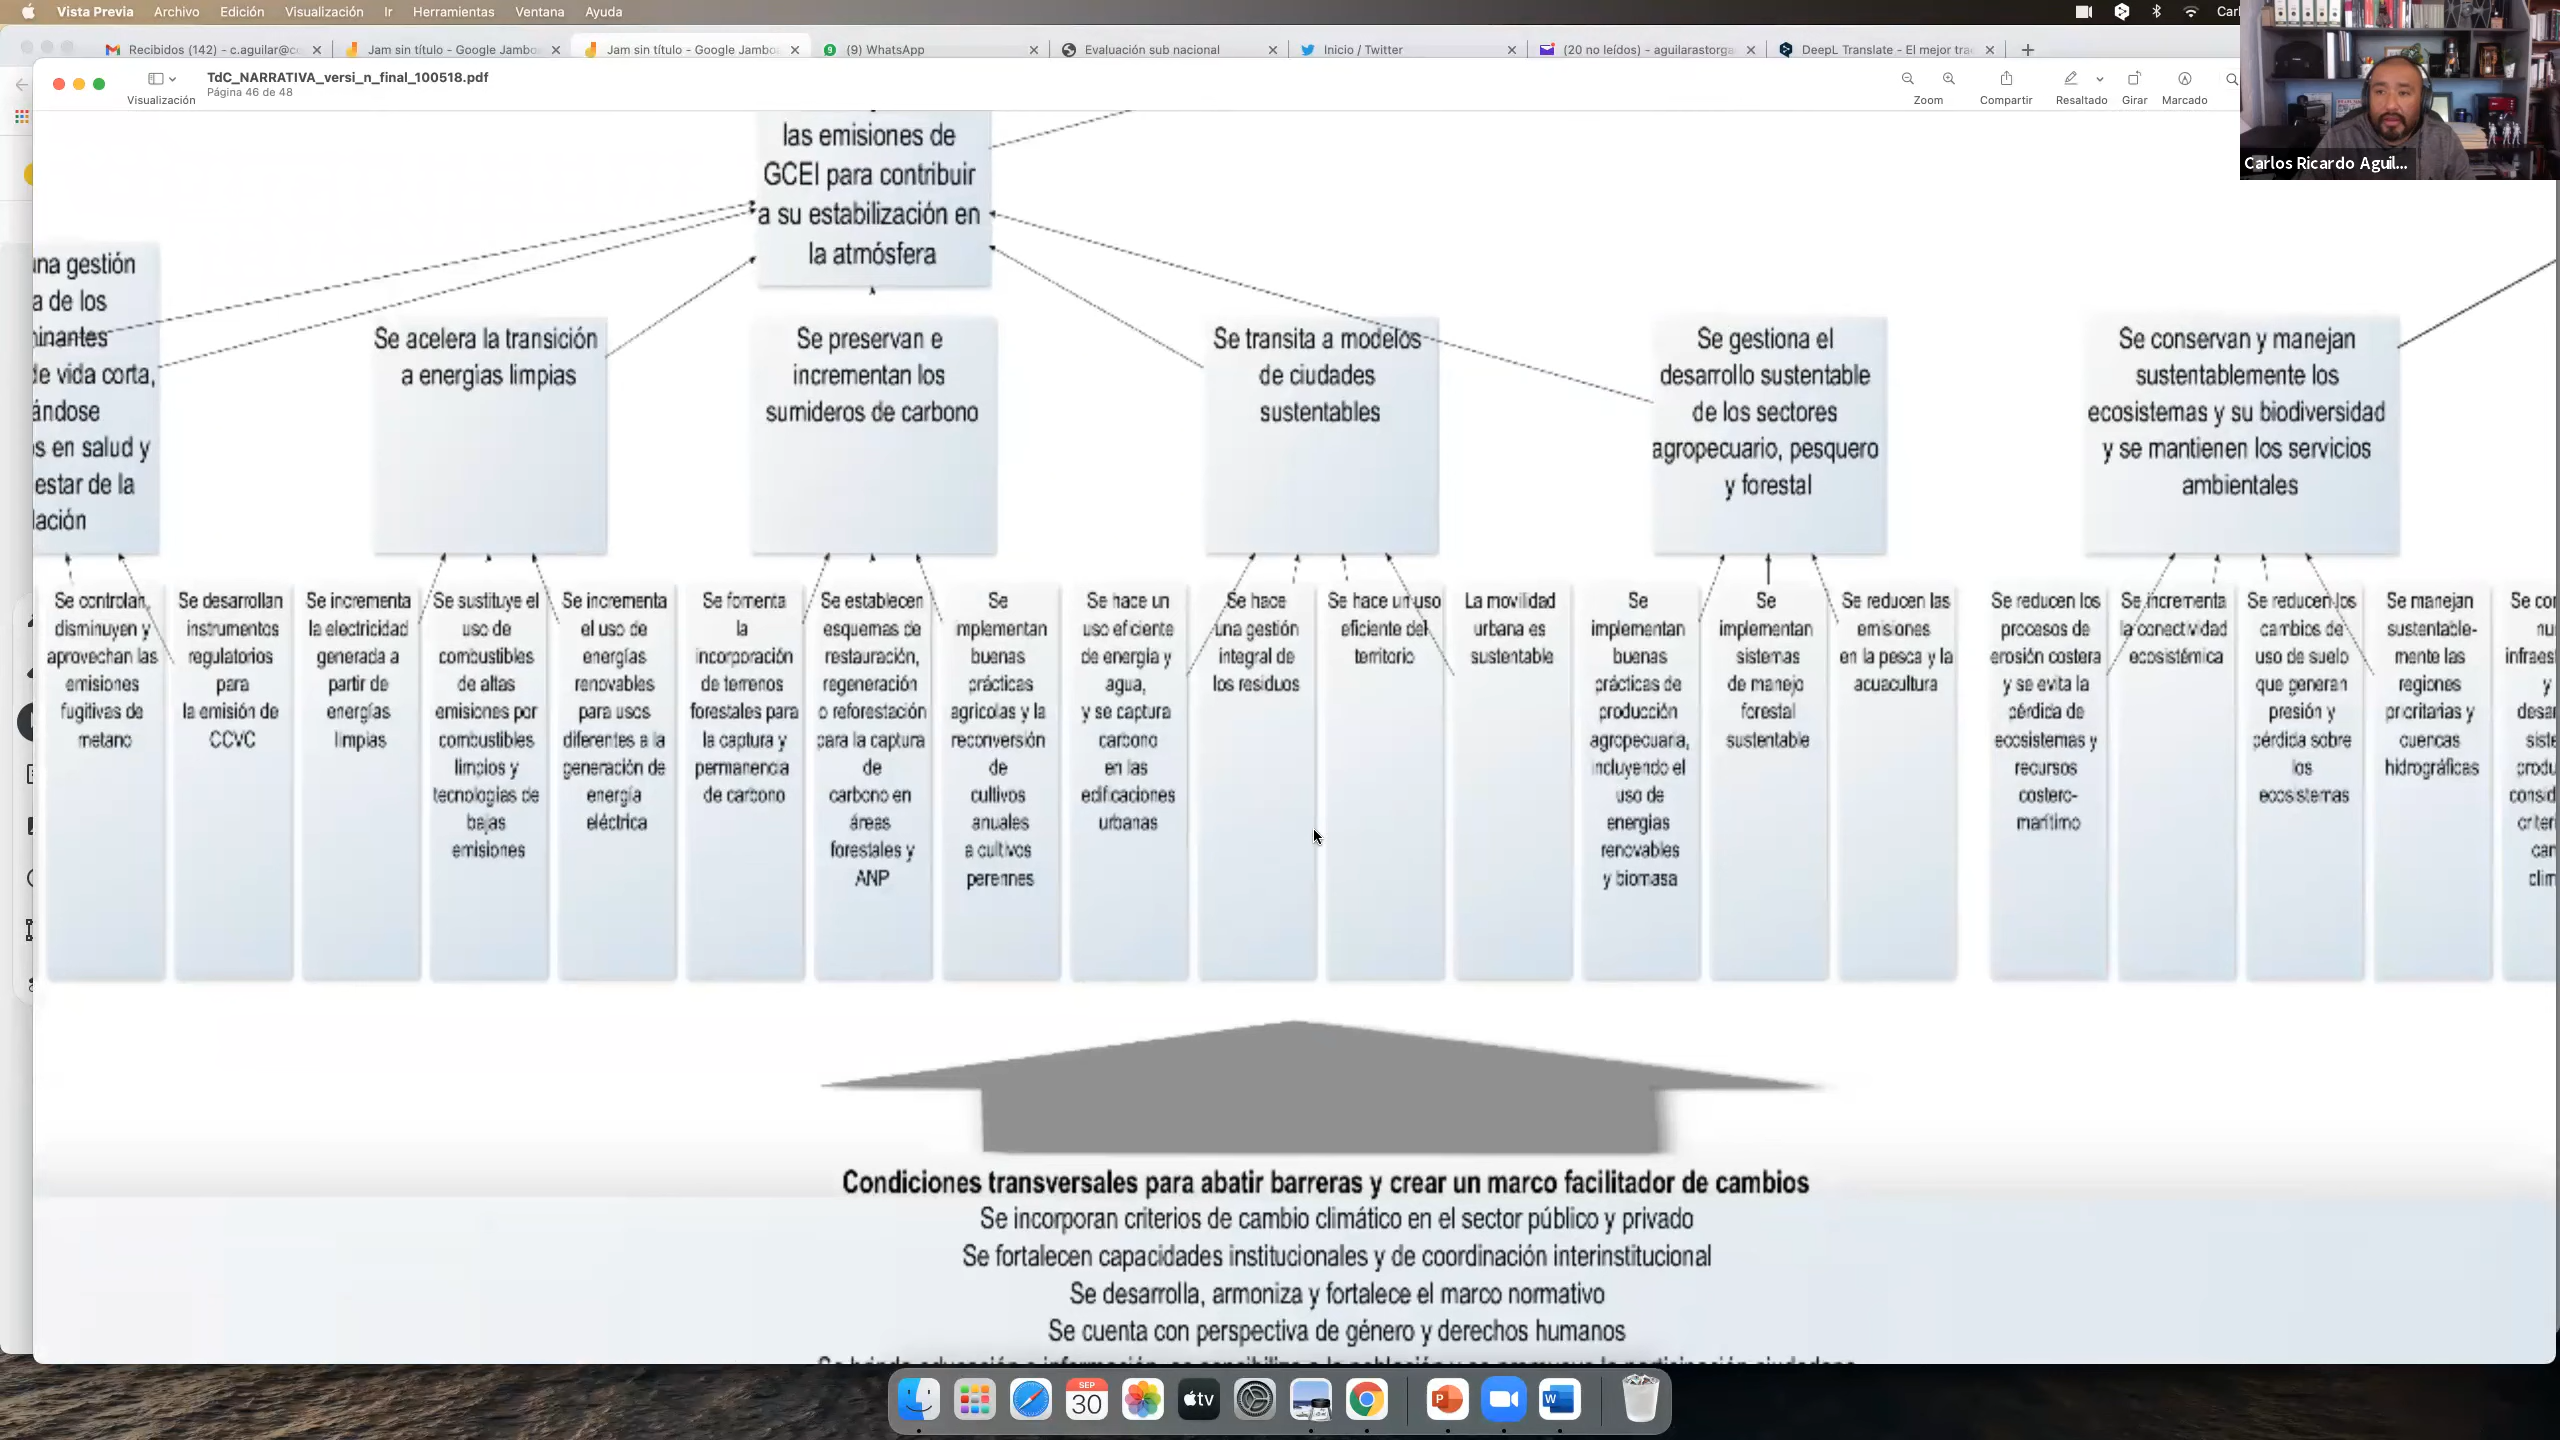 Vista Previa Archivo Edición Visualización Ir Herramientas Ventana Ayuda
Recibidos (142) - c.aguilar@c
Jam sin título - Google Jambo
Jam sin título - Google Jambo
(9) WhatsApp
Evaluación sub nacional
Inicio / Twitter
(20 no leídos) - aguilarastorga
DeepL Translate - El mejor tra
TdC_NARRATIVA_versi_n_final_100518.pdf
Página 46 de 48
Visualización
Zoom Compartir Resaltado Girar Marcado
Carlos Ricardo Aguil...
las emisiones de
GCEI para contribuir
a su estabilización en
la atmósfera
gestión
a de los
de vida corta,
s en salud y
estar de la
Se acelera la transición
a energías limpias
Se preservan e
incrementan los
sumideros de carbono
Se transita a modelos
de ciudades
sustentables
Se gestiona el
desarrollo sustentable
de los sectores
agropecuario, pesquero
y forestal
Se conservan y manejan
sustentablemente los
ecosistemas y su biodiversidad
y se mantienen los servicios
ambientales
Se controlan,
disminuyen y
aprovechan las
emisiones
fugitivas de
metano
Se desarrollan
instrumentos
regulatorios
para
la emisión de
CCVC
Se incrementa
la electricidad
generada a
partir de
energías
limpias
Se sustituye el
uso de
combustibles
de altas
emisiones por
combustibles
limpios y
tecnologías de
bajas
emisiones
Se incrementa
el uso de
energías
renovables
para usos
diferentes a la
generación de
energía
eléctrica
Se fomenta
la
incorporación
de terrenos
forestales para
la captura y
permanencia
de carbono
Se establecen
esquemas de
restauración,
regeneración
o reforestación
para la captura
de
carbono en
áreas
forestales y
ANP
Se
mplementan
buenas
prácticas
agrícolas y la
reconversión
de
cultivos
anuales
a cultivos
perennes
Se hace un
uso eficiente
de energía y
agua,
y se captura
carbono
en las
edificaciones
urbanas
Se hace
una gestión
integral de
los residuos
Se hace un uso
eficiente del
territorio
La movilidad
urbana es
sustentable
Se
implementan
buenas
prácticas de
producción
agropecuaria,
incluyendo el
uso de
energías
renovables
y biomasa
Se
implementan
sistemas
de manejo
forestal
sustentable
Se reducen las
emisiones
en la pesca y la
acuacultura
Se reducen los
procesos de
erosión costera
y se evita la
pérdida de
ecosistemas y
recursos
costero-
marítimo
Se incrementa
la conectividad
ecosistémica
Se reducen los
cambios de
uso de suelo
que generan
presión y
pérdida sobre
los
ecosistemas
Se manejan
sustentable-
mente las
regiones
prioritarias y
cuencas
hidrográficas
Condiciones transversales para abatir barreras y crear un marco facilitador de cambios
Se incorporan criterios de cambio climático en el sector público y privado
Se fortalecen capacidades institucionales y de coordinación interinstitucional
Se desarrolla, armoniza y fortalece el marco normativo
Se cuenta con perspectiva de género y derechos humanos
SEP
30
tv